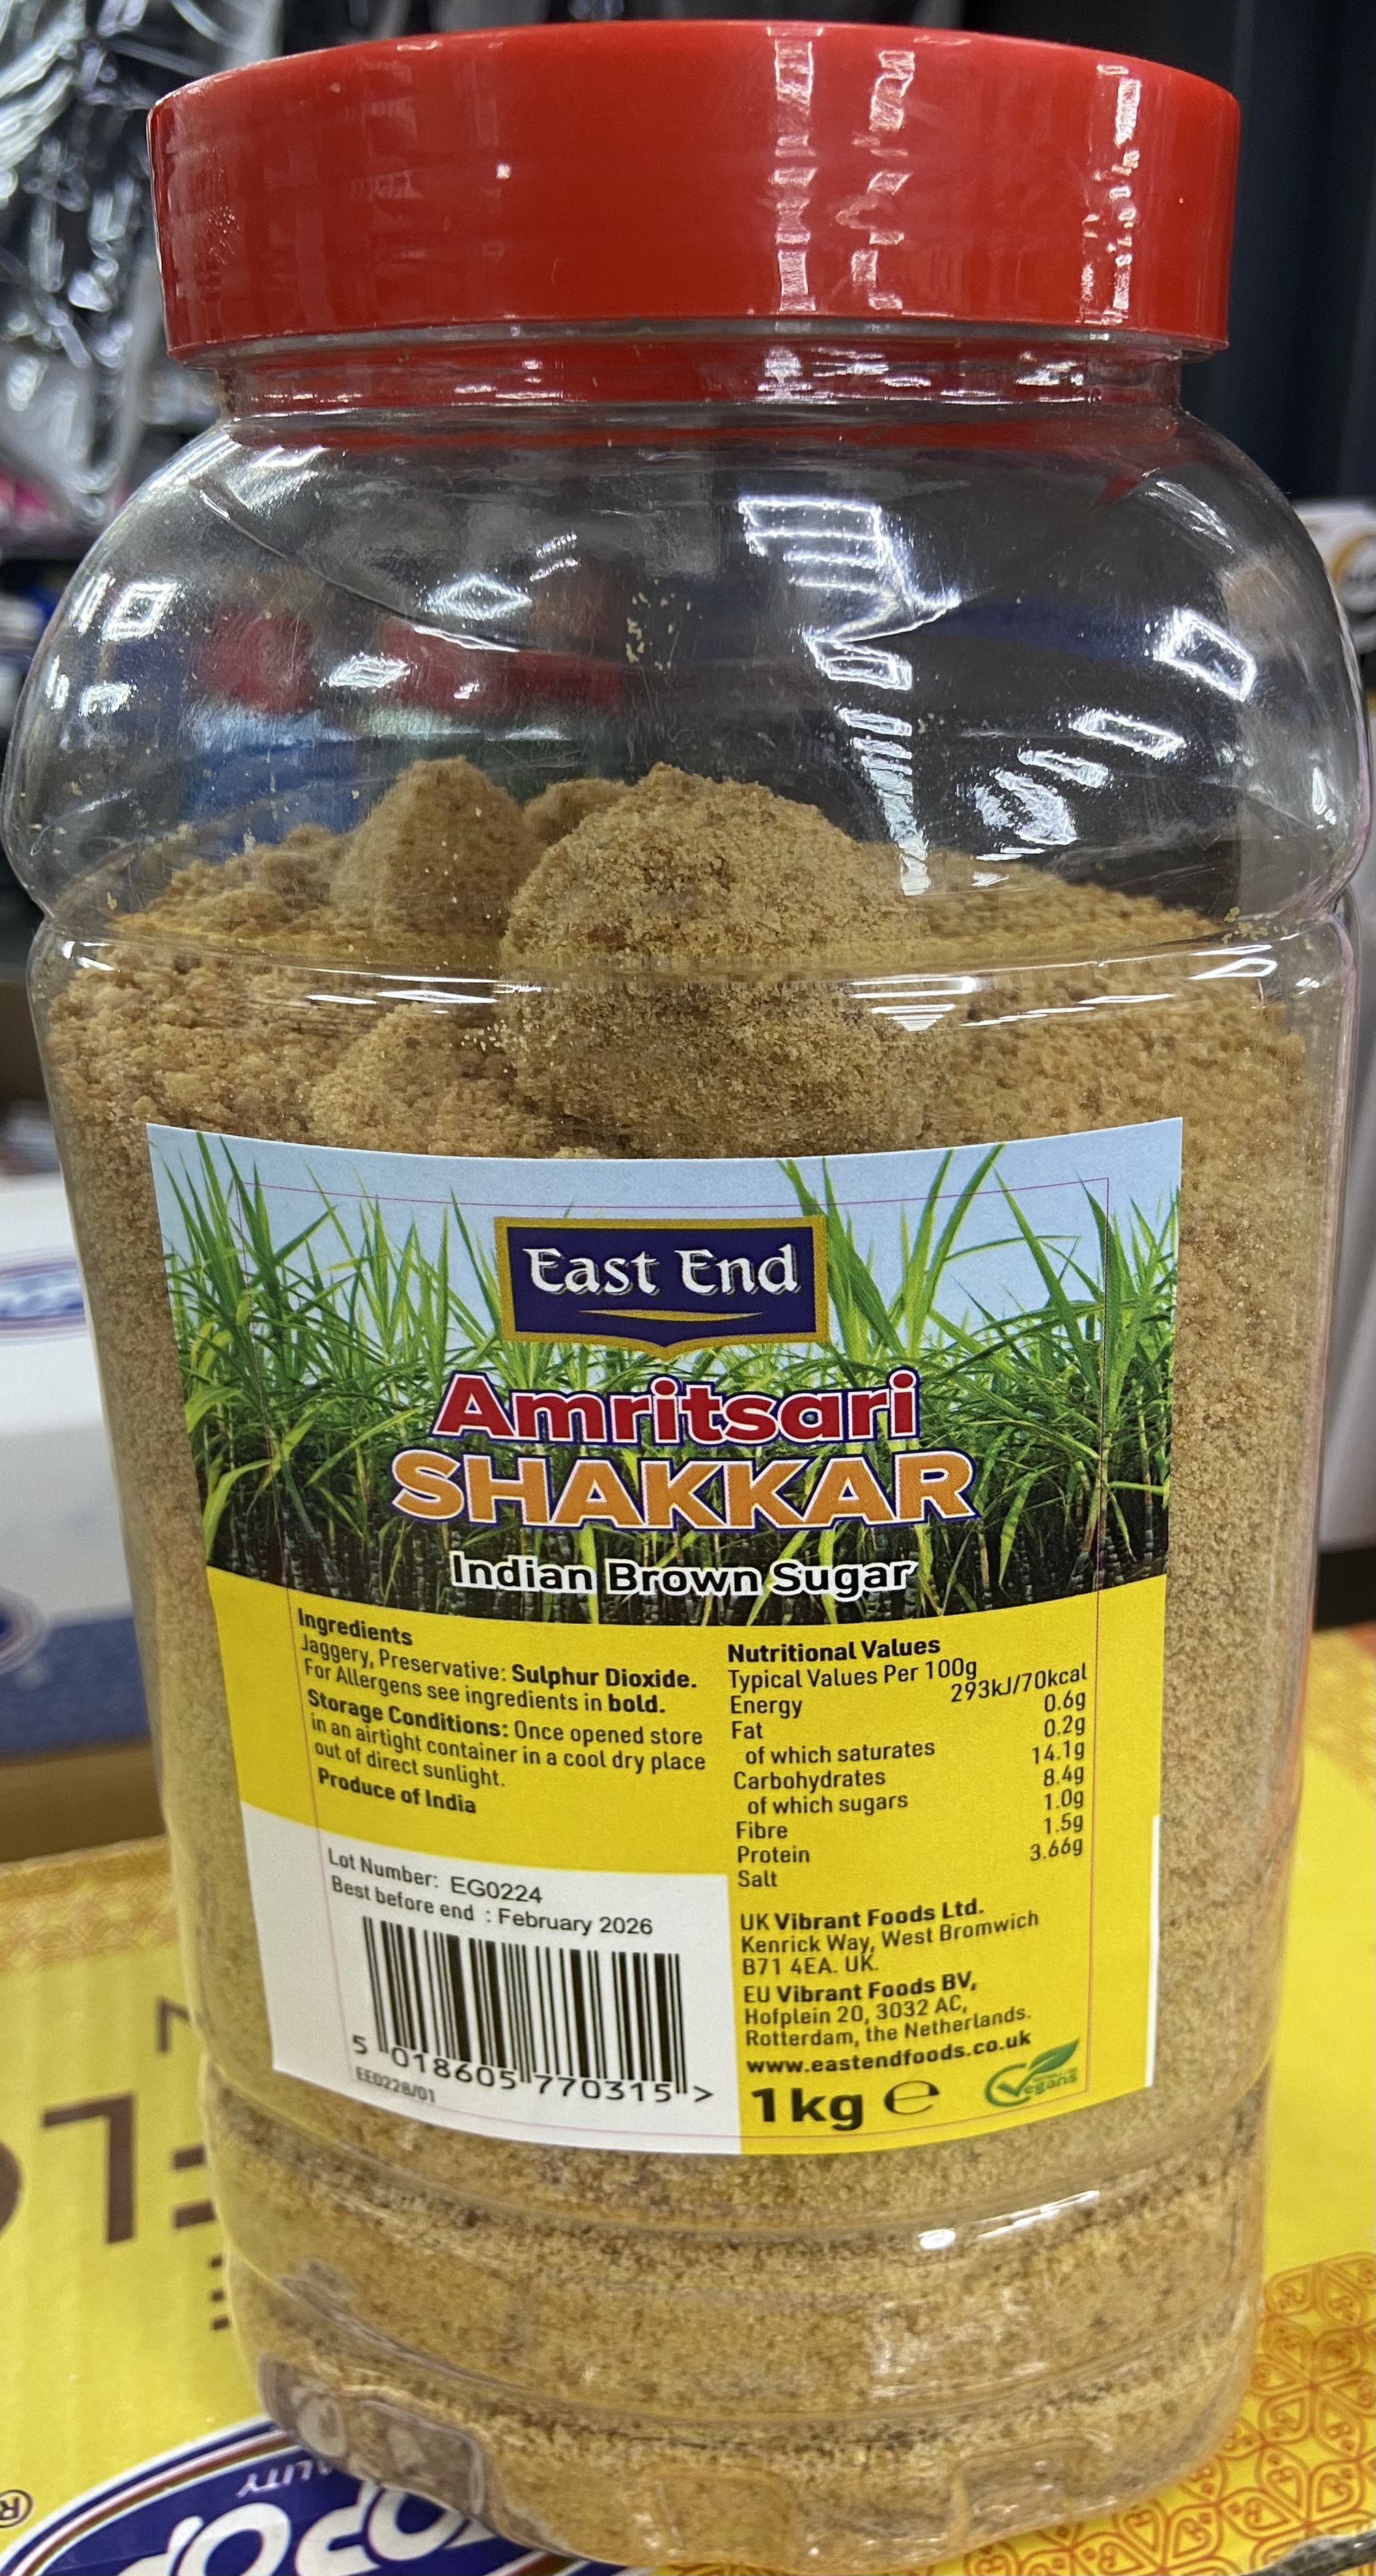 East End
Amritsari
SHAKKAR
Indian Brown Sugar
Ingredients
Jaggery, Preservative: Sulphur Dioxide.
For Allergens see ingredients in bold.
Storage Conditions: Once opened store
in an airtight container in a cool dry place
out of direct sunlight.
Produce of India
Lot Number: EG0224
Best before end : February 2026
5 018605 770315 >
EE0228/01
Nutritional Values
Typical Values Per 100g
Energy 293kJ/70kcal
Fat 0.6g
of which saturates 0.2g
Carbohydrates 14.1g
of which sugars 8.4g
Fibre 1.0g
Protein 1.5g
Salt 3.66g
UK Vibrant Foods Ltd.
Kenrick Way, West Bromwich
B71 4EA. UK.
EU Vibrant Foods BV,
Hofplein 20, 3032 AC,
Rotterdam, the Netherlands.
www.eastendfoods.co.uk
1kg e
Vegans